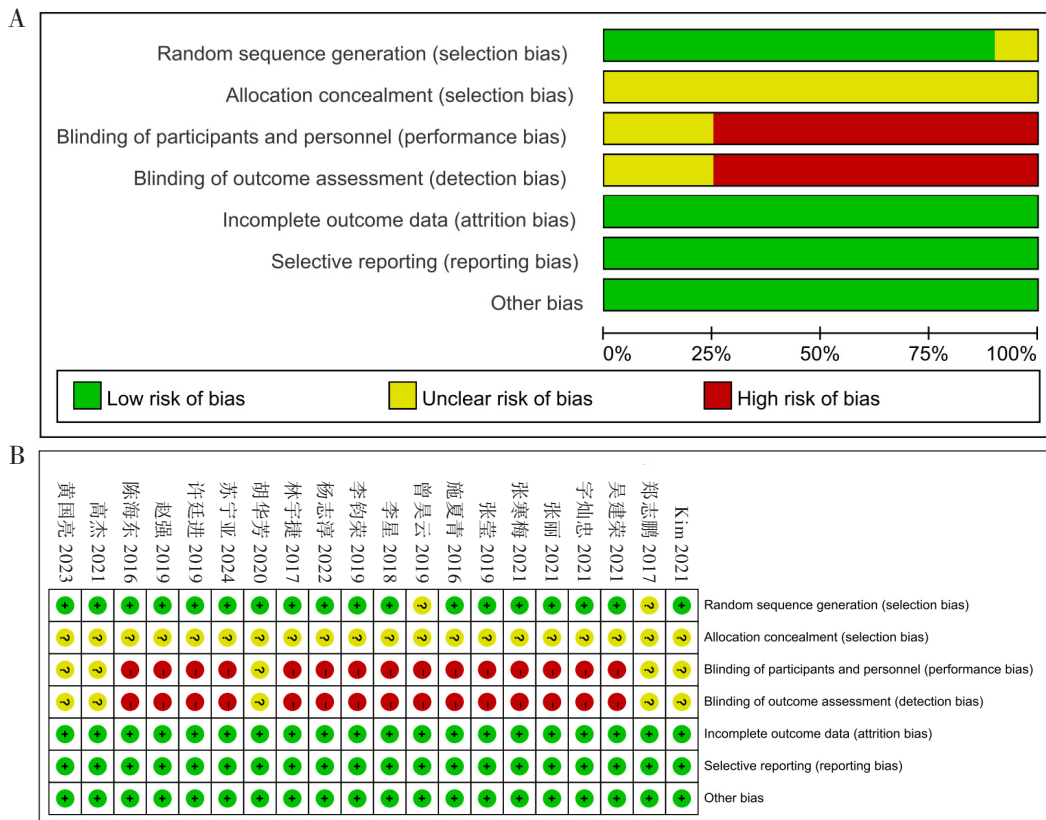 A
Random sequence generation (selection bias)
Allocation concealment (selection bias)
Blinding of participants and personnel (performance bias)
Blinding of outcome assessment (detection bias)
Incomplete outcome data (attrition bias)
Selective reporting (reporting bias)
Other bias
0% 25% 50% 75% 100%
Low risk of bias Unclear risk of bias High risk of bias
B
黄国亮 2023
高杰 2021
陈海东 2016
赵强 2019
许廷进 2019
苏宁亚 2024
胡华芳 2020
林宇捷 2017
杨志淳 2022
李钧荣 2019
李星 2018
曾昊云 2019
施夏青 2016
张莹 2019
张寒梅 2021
张丽 2021
字灿忠 2021
吴建荣 2021
郑志鹏 2017
Kim 2021
+ + + + + + + + + + + ? + + + + + + ? + Random sequence generation (selection bias)
? ? ? ? ? ? ? ? ? ? ? ? ? ? ? ? ? ? ? ? Allocation concealment (selection bias)
? ? − − − − ? − − − − − − − − − − − ? ? Blinding of participants and personnel (performance bias)
? ? − − − − ? − − − − − − − − − − − ? ? Blinding of outcome assessment (detection bias)
+ + + + + + + + + + + + + + + + + + + + Incomplete outcome data (attrition bias)
+ + + + + + + + + + + + + + + + + + + + Selective reporting (reporting bias)
+ + + + + + + + + + + + + + + + + + + + Other bias